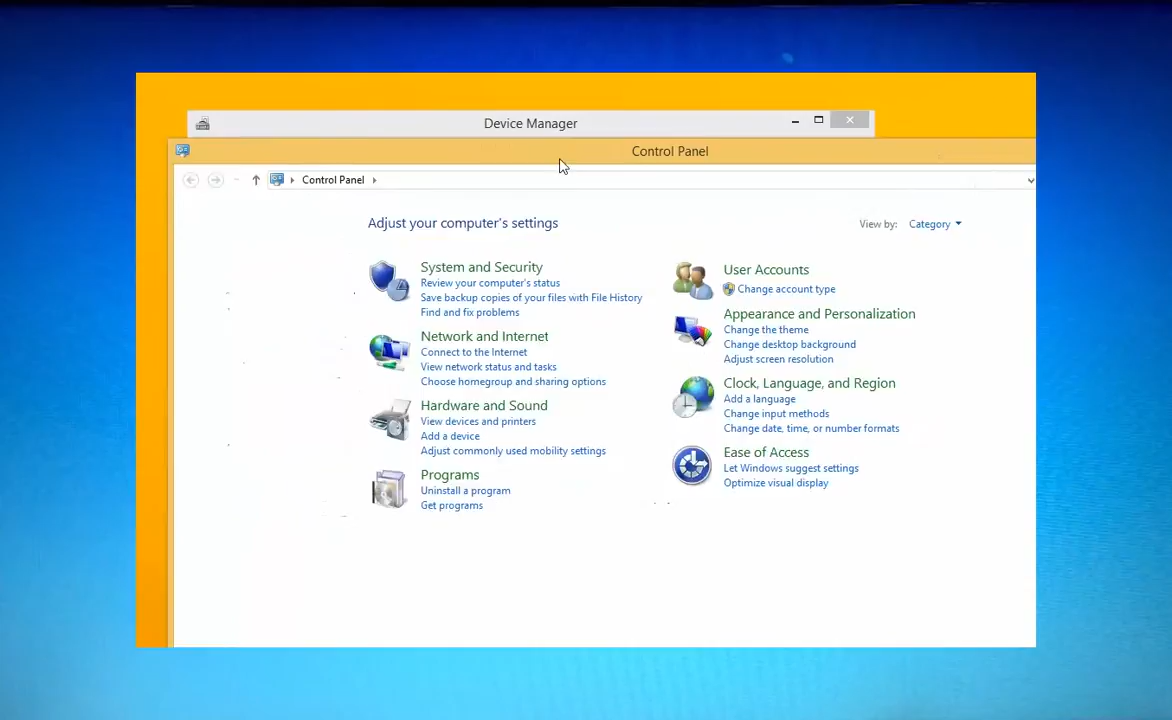 Device Manager
Control Panel
Control Panel
Adjust your computer's settings
View by: Category
System and Security
Review your computer's status
Save backup copies of your files with File History
Find and fix problems
Network and Internet
Connect to the Internet
View network status and tasks
Choose homegroup and sharing options
Hardware and Sound
View devices and printers
Add a device
Adjust commonly used mobility settings
Programs
Uninstall a program
Get programs
User Accounts
Change account type
Appearance and Personalization
Change the theme
Change desktop background
Adjust screen resolution
Clock, Language, and Region
Add a language
Change input methods
Change date, time, or number formats
Ease of Access
Let Windows suggest settings
Optimize visual display